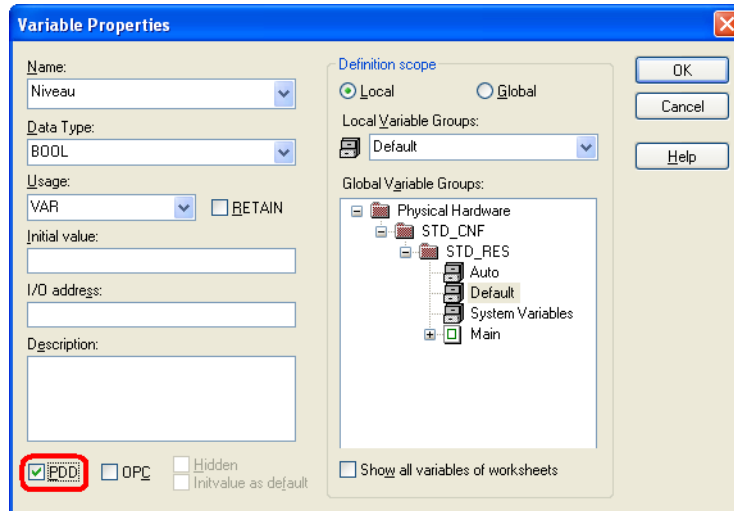 Variable Properties
Name:
Niveau
Data Type:
BOOL
Usage:
VAR
RETAIN
Initial value:
I/O address:
Description:
PDD
OPC
Hidden
Initvalue as default
Definition scope
Local
Global
Local Variable Groups:
Default
Global Variable Groups:
Physical Hardware
STD_CNF
STD_RES
Auto
Default
System Variables
Main
Show all variables of worksheets
OK
Cancel
Help